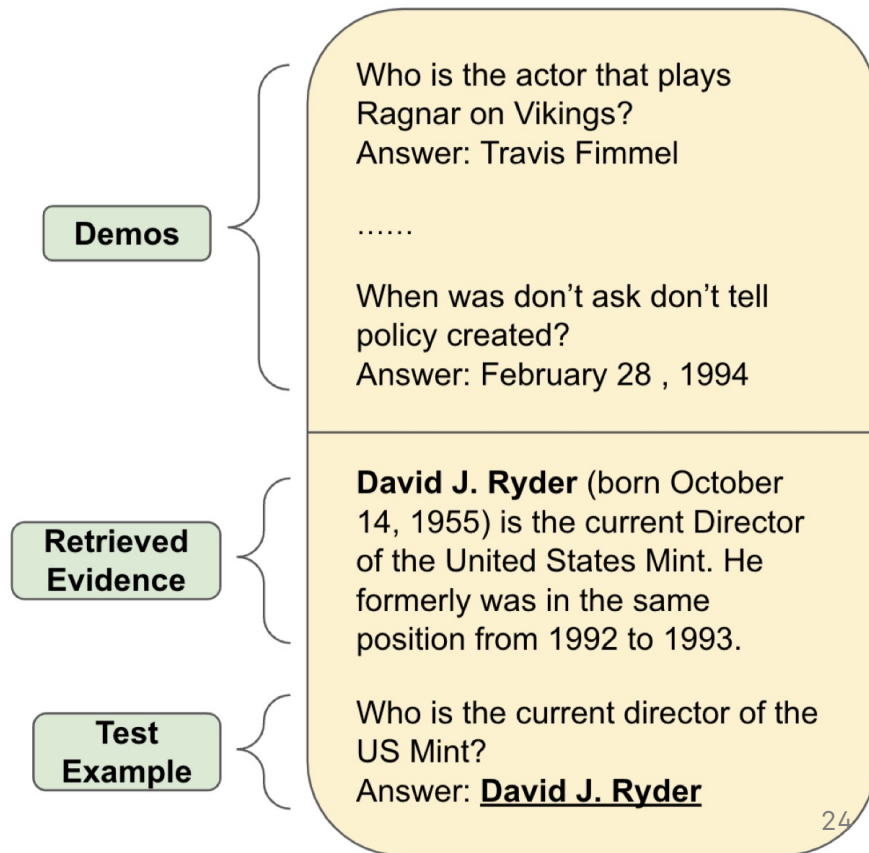 Demos
Who is the actor that plays
Ragnar on Vikings?
Answer: Travis Fimmel
......
When was don’t ask don’t tell
policy created?
Answer: February 28 , 1994
Retrieved
Evidence
David J. Ryder (born October
14, 1955) is the current Director
of the United States Mint. He
formerly was in the same
position from 1992 to 1993.
Test
Example
Who is the current director of the
US Mint?
Answer: David J. Ryder
24